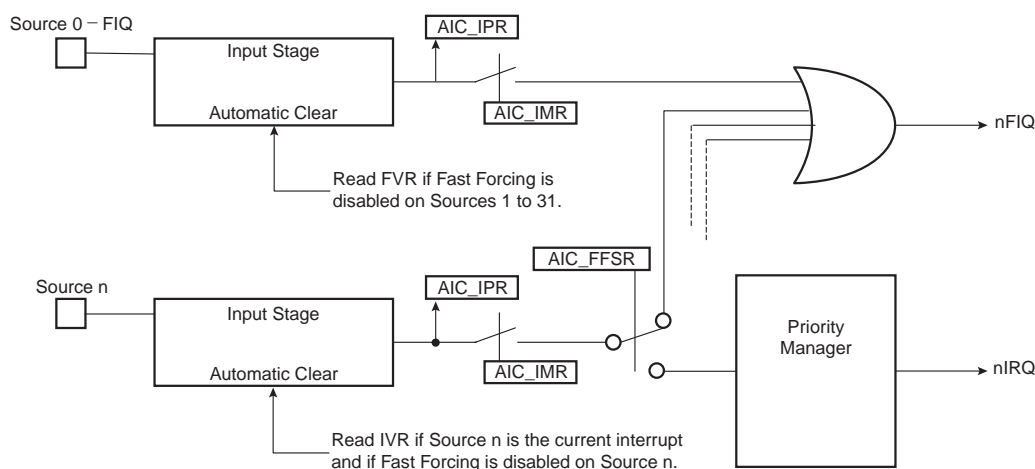 Source 0 – FIQ
AIC_IPR
Input Stage
Automatic Clear
AIC_IMR
nFIQ
Read FVR if Fast Forcing is
disabled on Sources 1 to 31.
AIC_FFSR
Source n
AIC_IPR
Input Stage
Priority
Manager
Automatic Clear
AIC_IMR
nIRQ
Read IVR if Source n is the current interrupt
and if Fast Forcing is disabled on Source n.